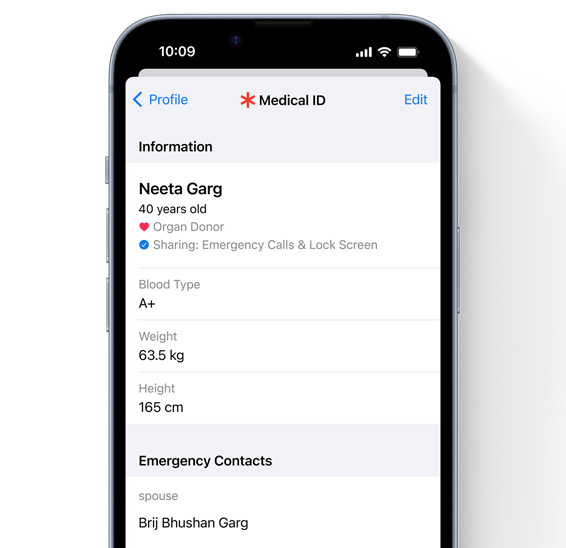 10:09
Profile
Medical ID
Edit
Information
Neeta Garg
40 years old
Organ Donor
Sharing: Emergency Calls & Lock Screen
Blood Type
A+
Weight
63.5 kg
Height
165 cm
Emergency Contacts
spouse
Brij Bhushan Garg